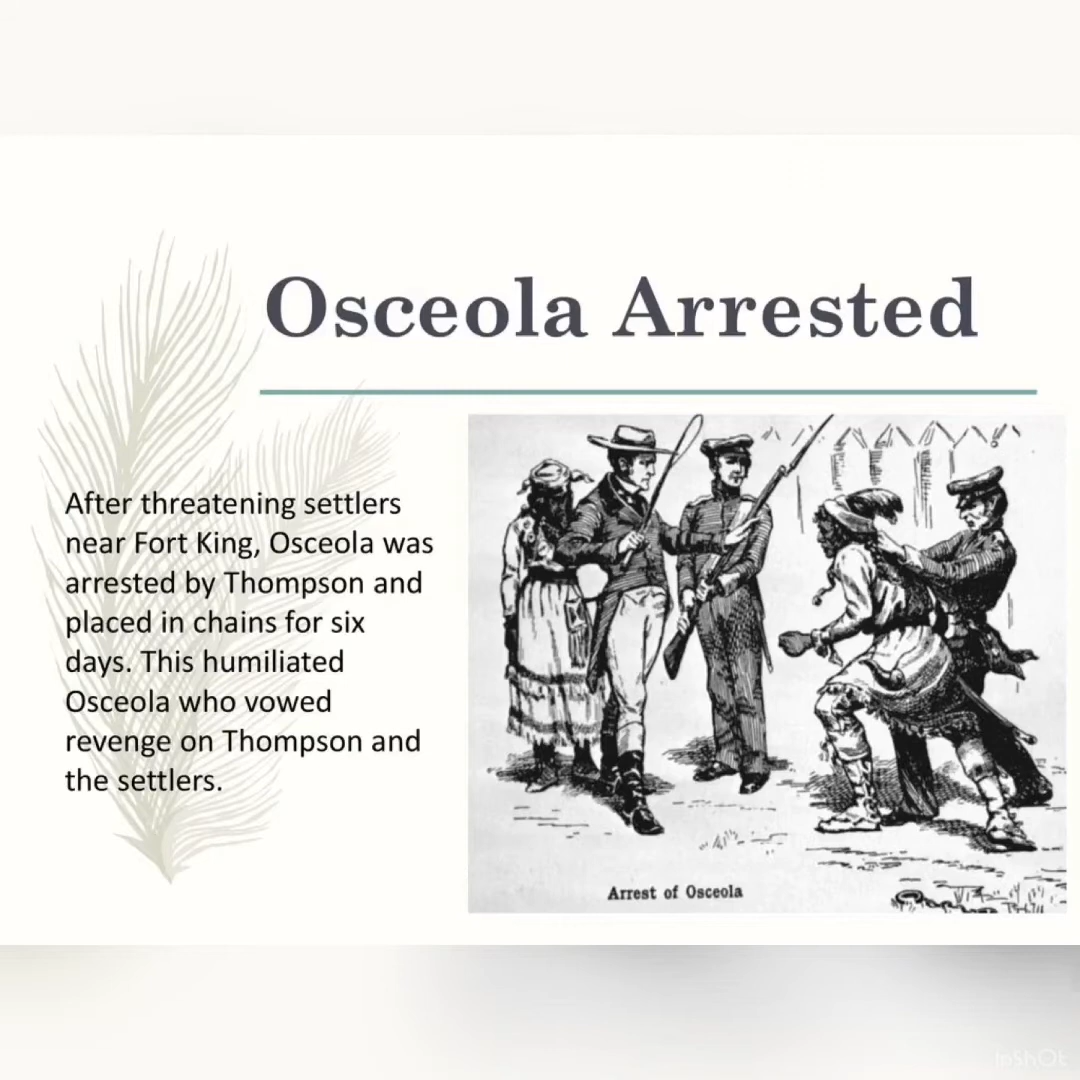 Osceola Arrested
After threatening settlers
near Fort King, Osceola was
arrested by Thompson and
placed in chains for six
days. This humiliated
Osceola who vowed
revenge on Thompson and
the settlers.
Arrest of Osceola